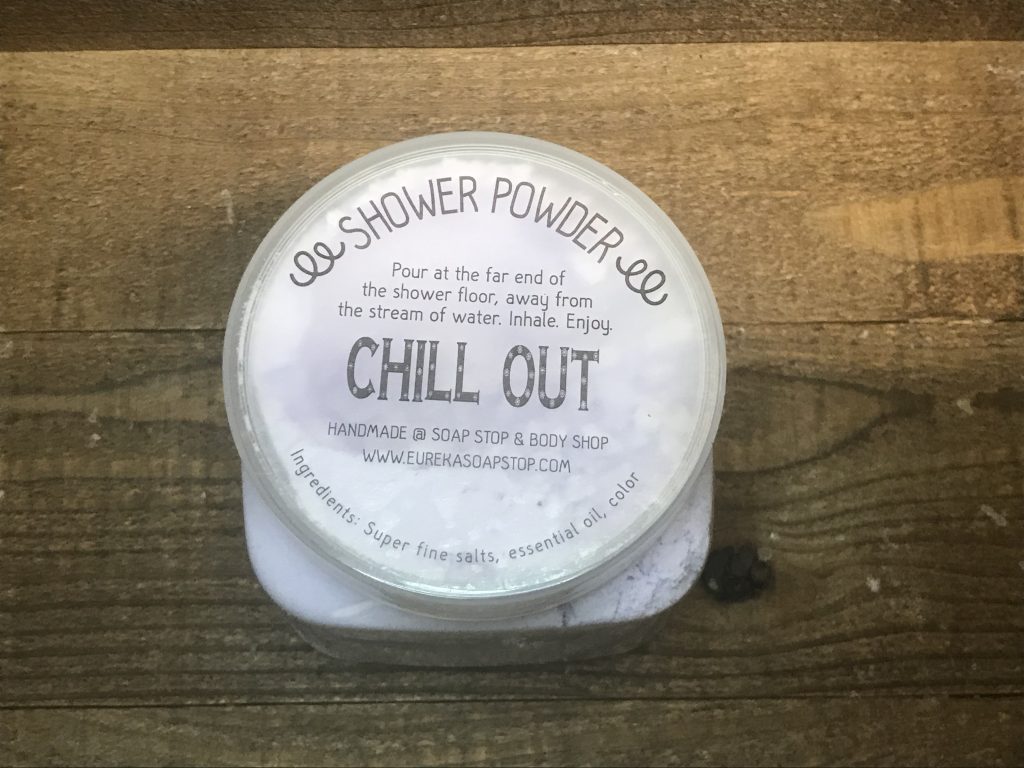 SHOWER POWDER
Pour at the far end of
the shower floor, away from
the stream of water. Inhale. Enjoy.
CHILL OUT
HANDMADE @ SOAP STOP & BODY SHOP
WWW.EUREKASOAPSTOP.COM
Ingredients: Super fine salts, essential oil, color